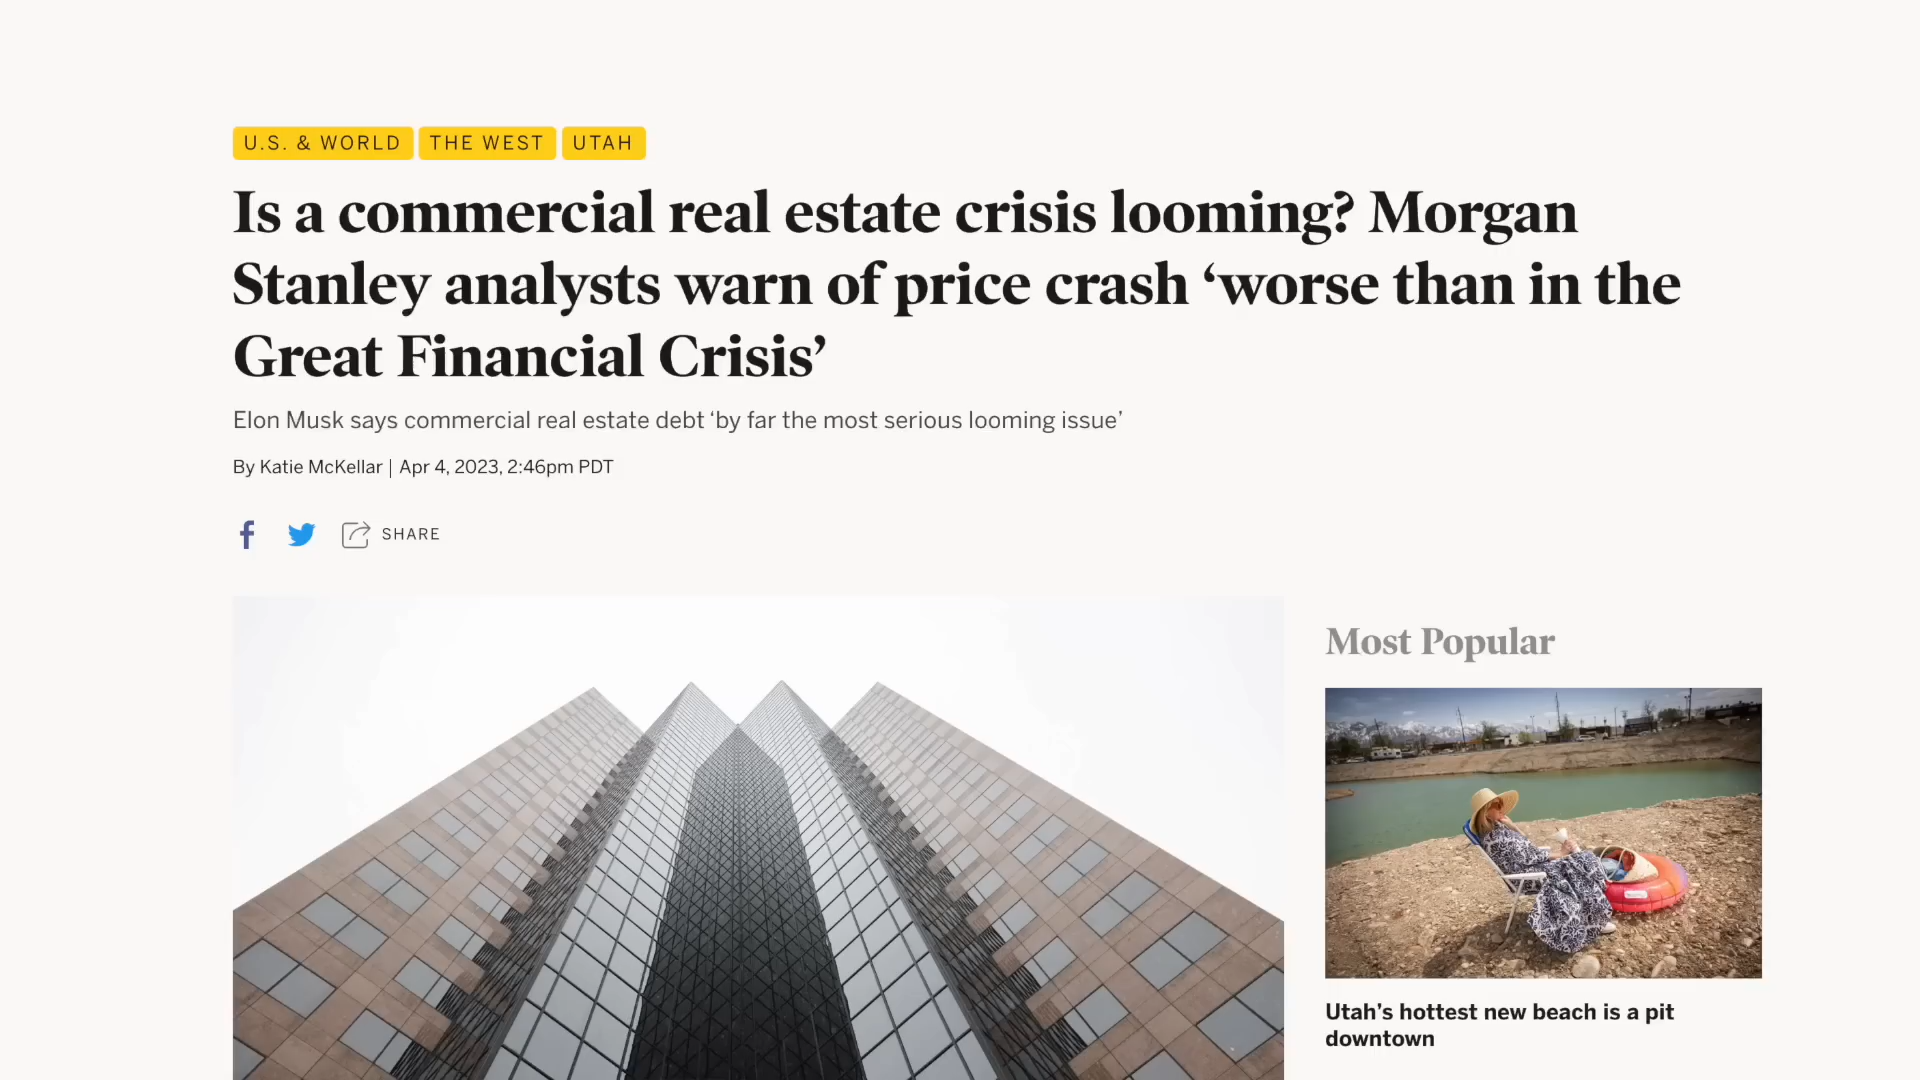 U.S. & WORLD THE WEST UTAH
Is a commercial real estate crisis looming? Morgan
Stanley analysts warn of price crash ‘worse than in the
Great Financial Crisis’
Elon Musk says commercial real estate debt ‘by far the most serious looming issue’
By Katie McKellar | Apr 4, 2023, 2:46pm PDT
SHARE
Most Popular
Utah's hottest new beach is a pit
downtown